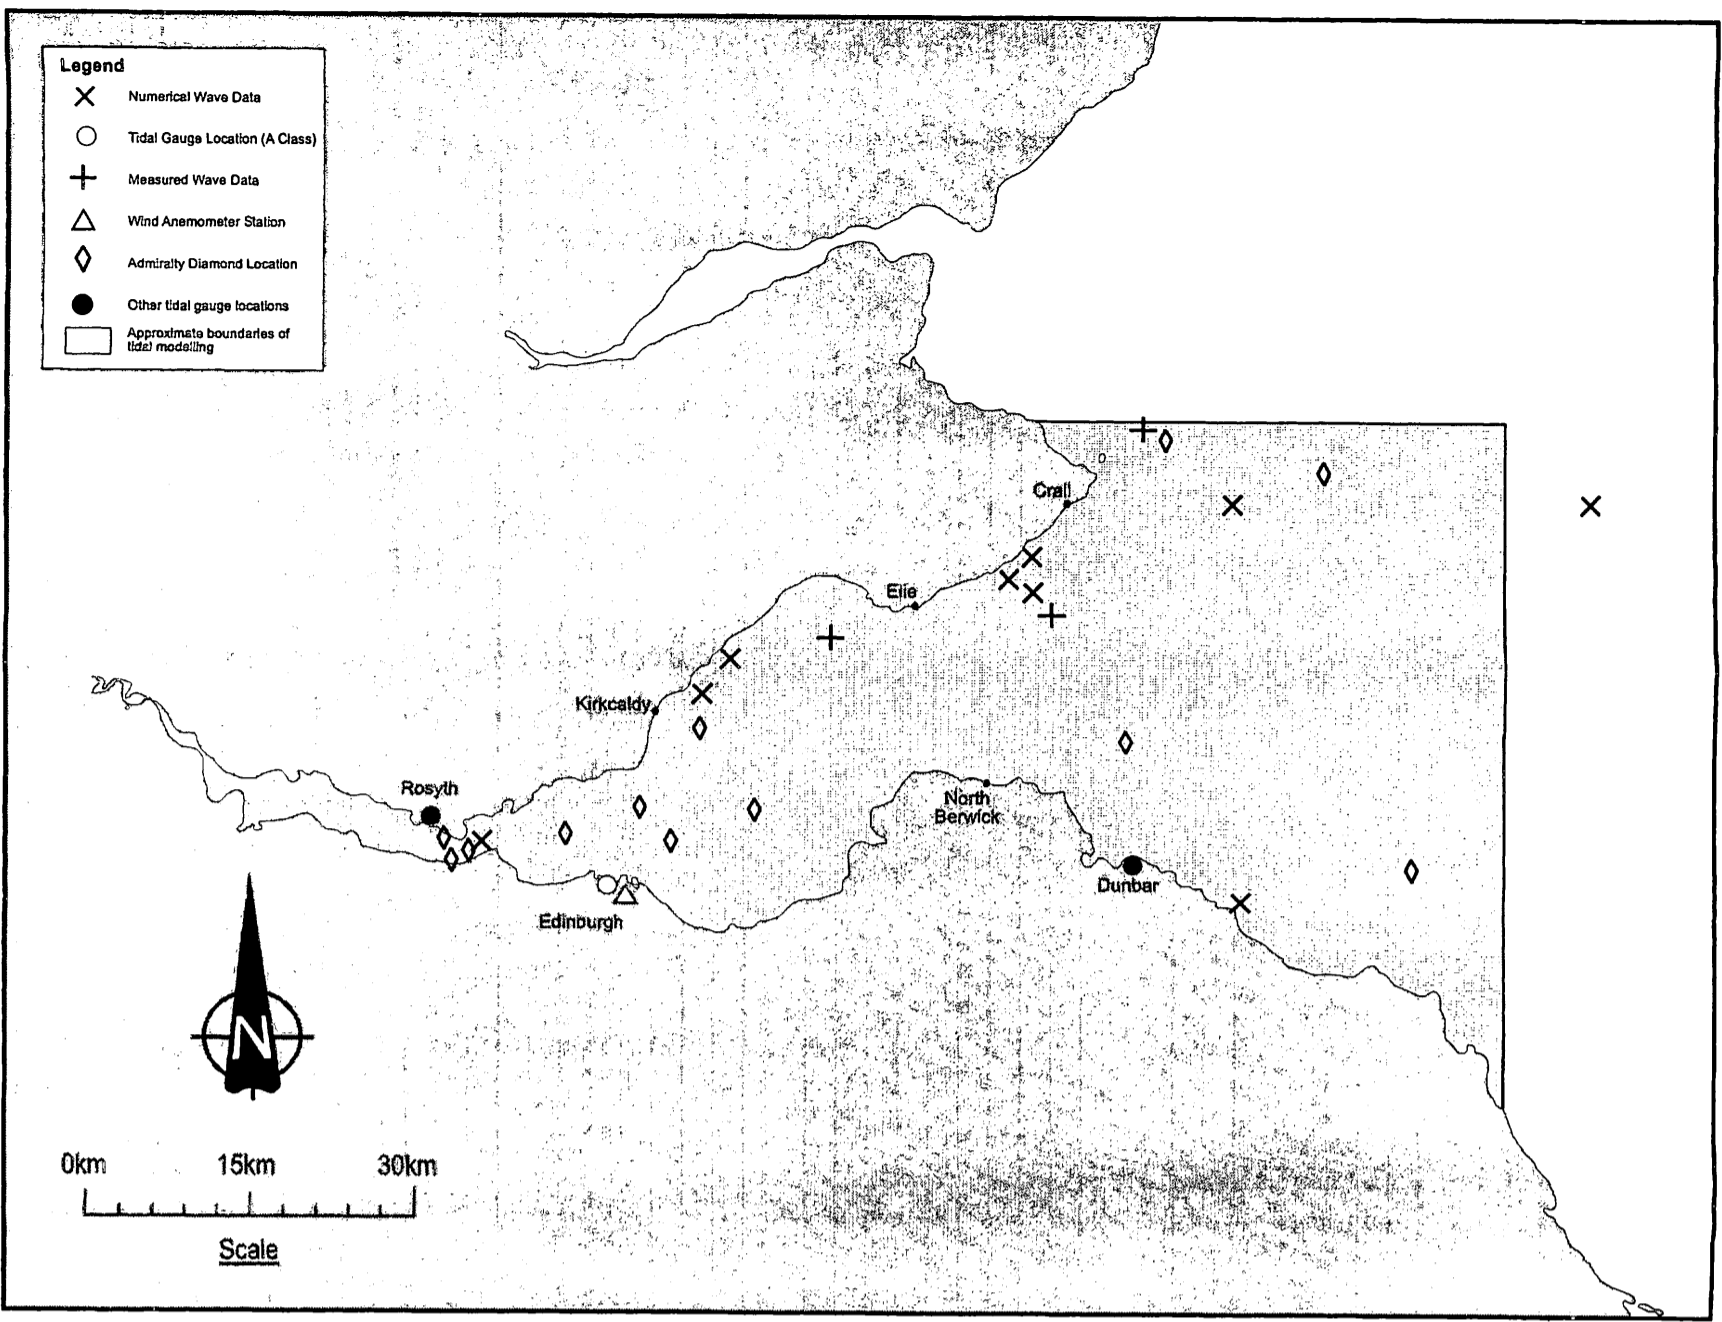 Legend
Numerical Wave Data
Tidal Gauge Location (A Class)
Measured Wave Data
Wind Anemometer Station
Admiralty Diamond Location
Other tidal gauge locations
Approximate boundaries of
tidal modelling
Crail
Elie
Kirkcaldy
Rosyth
North
Berwick
Dunbar
Edinburgh
N
0km 15km 30km
Scale